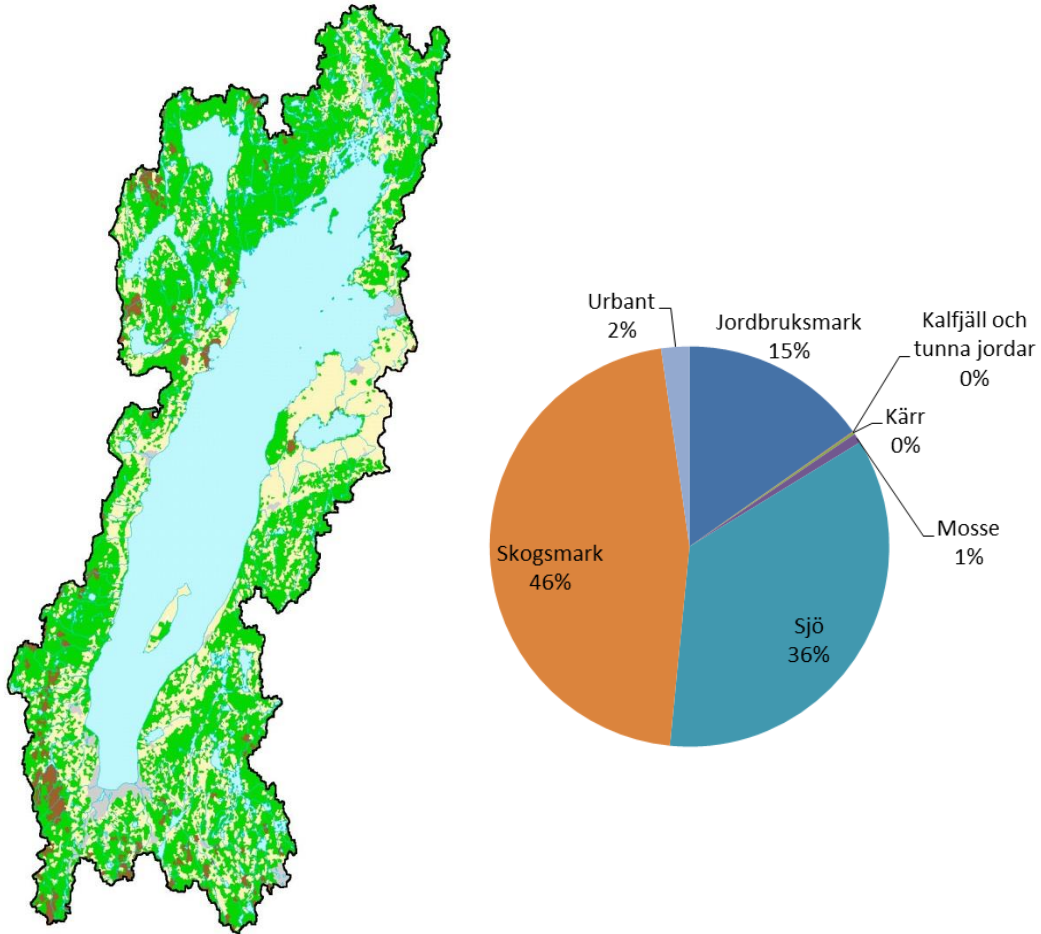 Urbant
2%
Jordbruksmark
15%
Kalfjäll och
tunna jordar
0%
Kärr
0%
Mosse
1%
Sjö
36%
Skogsmark
46%